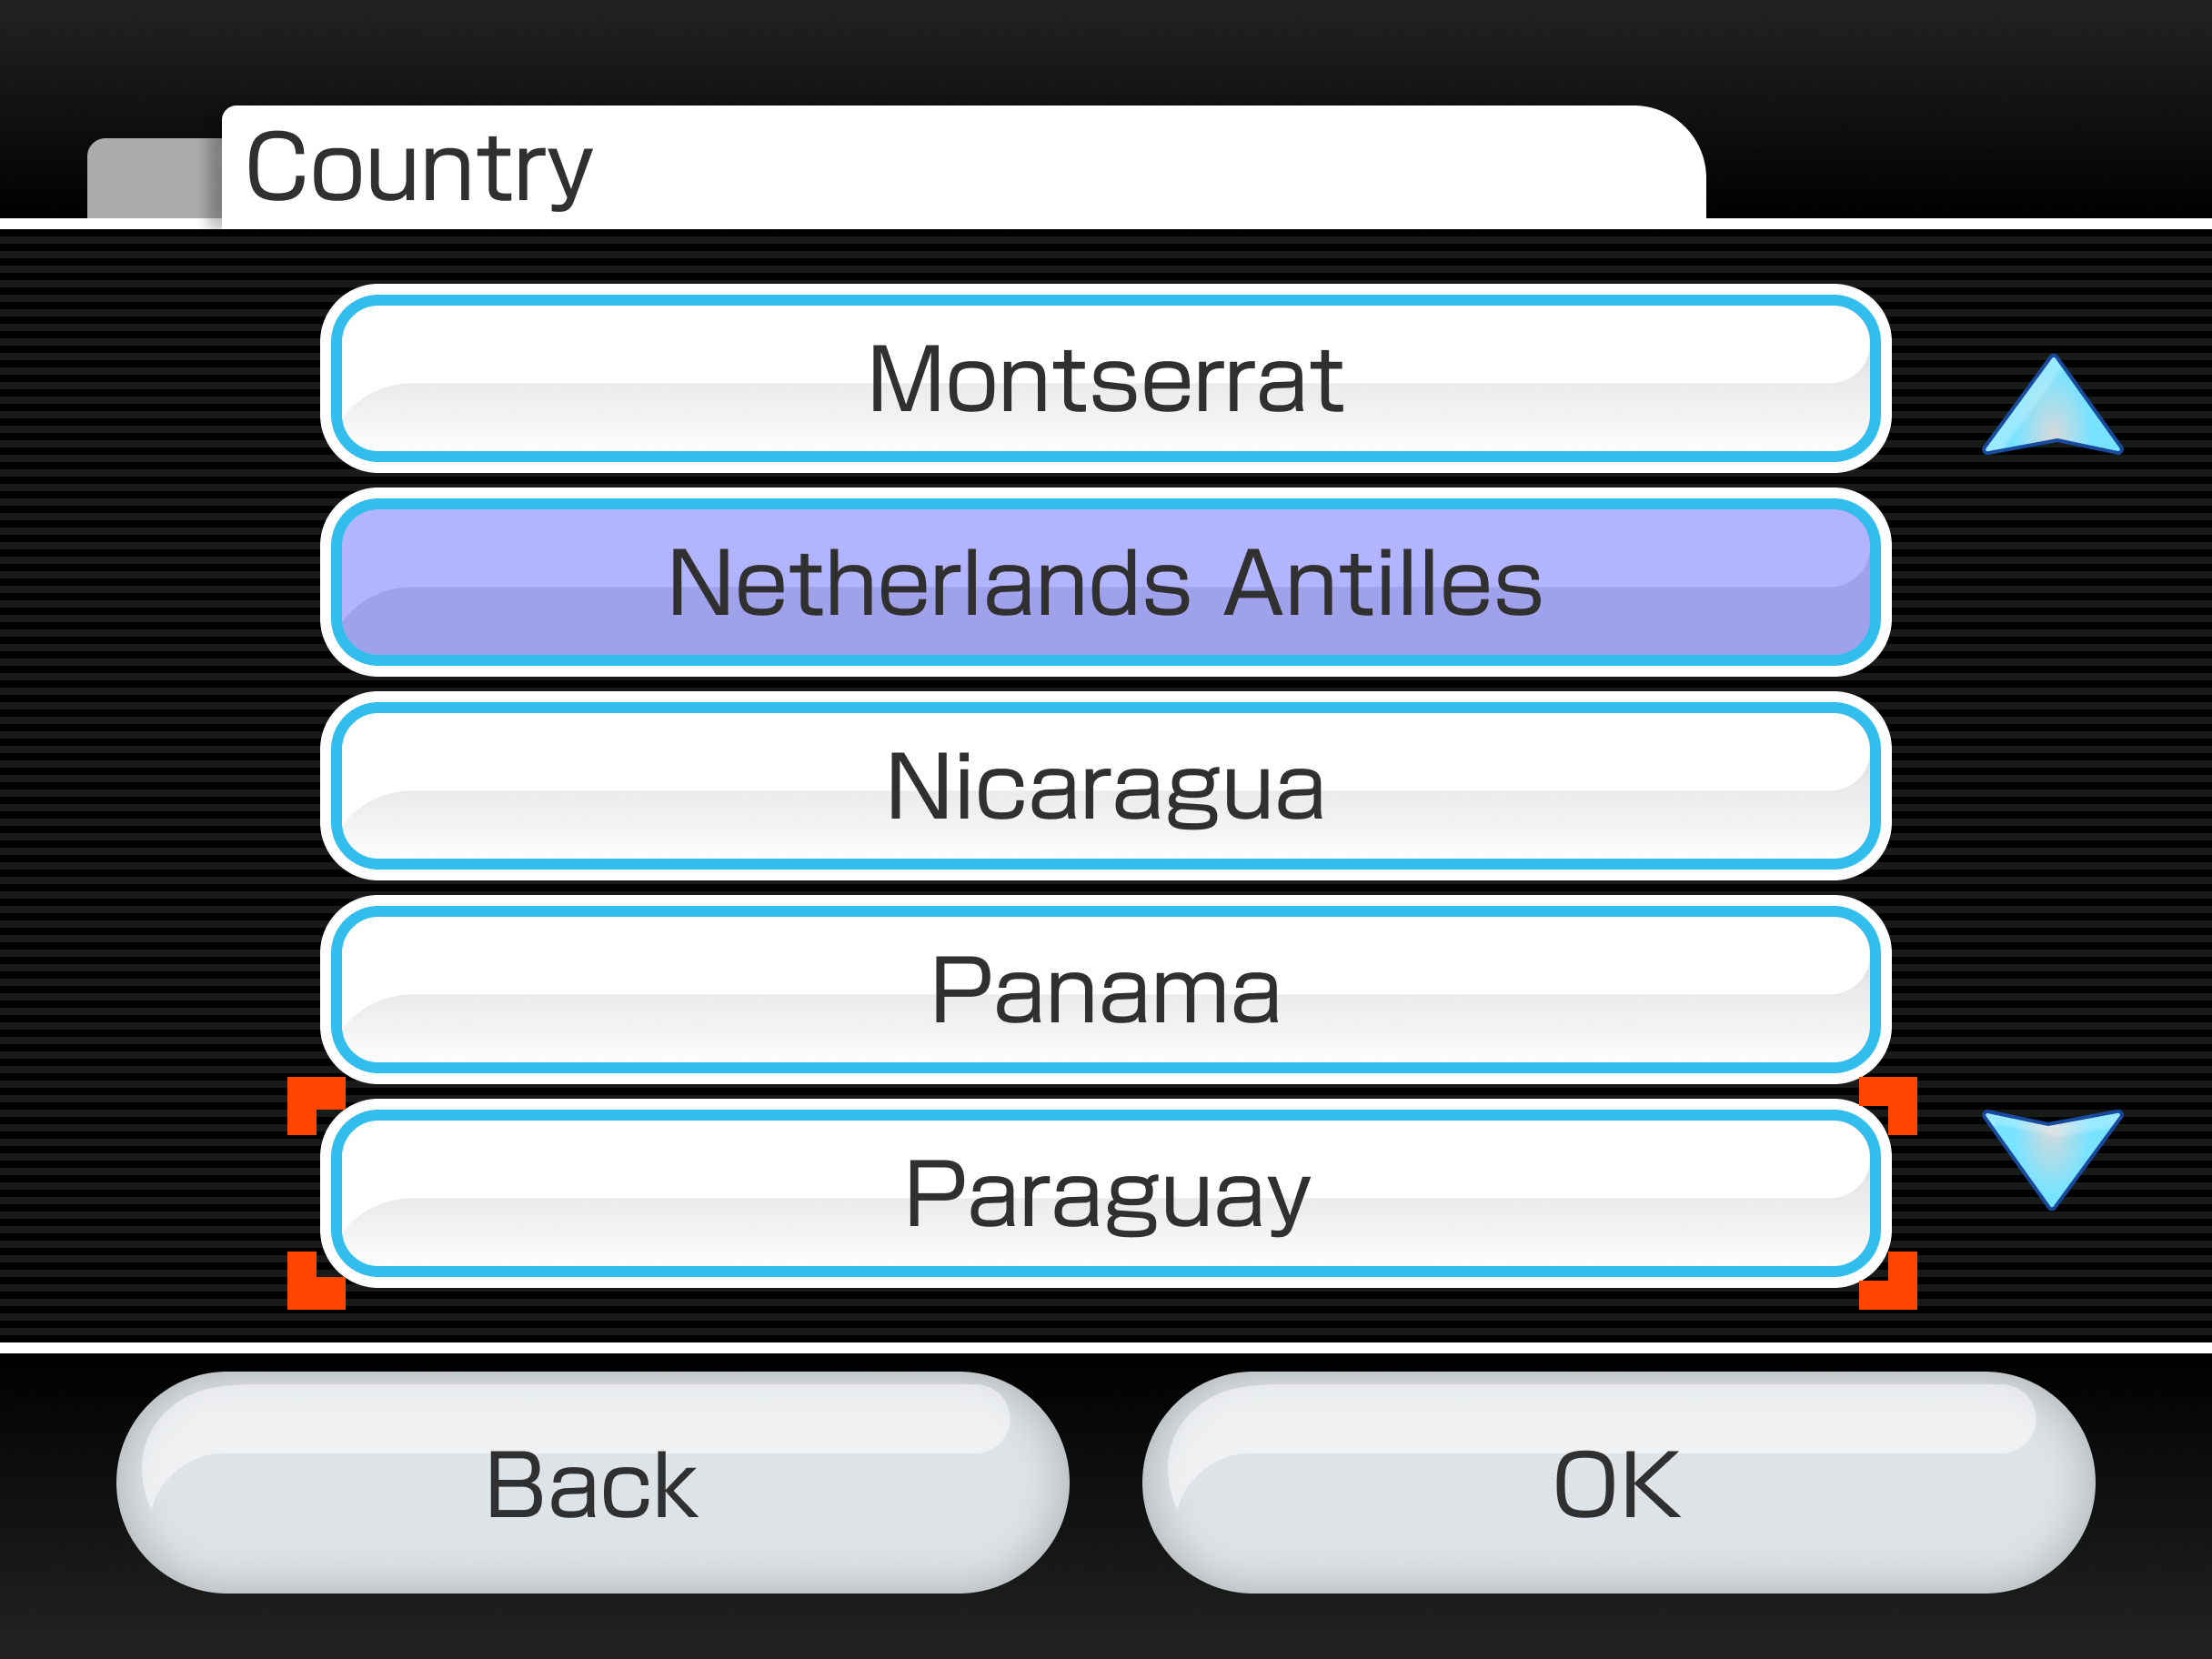 Country
Montserrat
Netherlands Antilles
Nicaragua
Panama
Paraguay
Back
OK